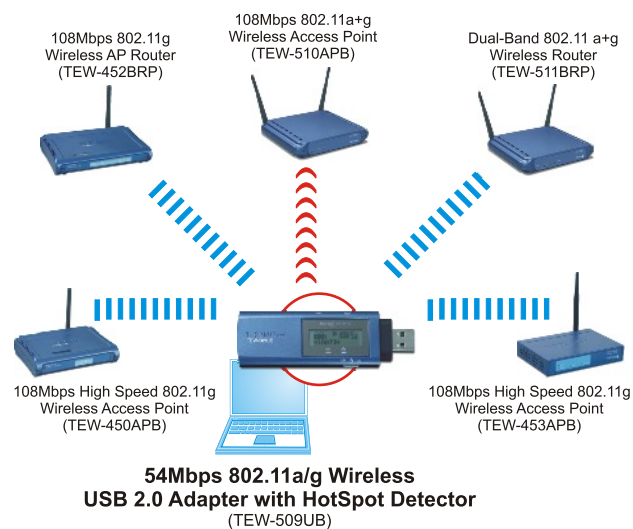 108Mbps 802.11g
Wireless AP Router
(TEW-452BRP)
108Mbps 802.11a+g
Wireless Access Point
(TEW-510APB)
Dual-Band 802.11 a+g
Wireless Router
(TEW-511BRP)
108Mbps High Speed 802.11g
Wireless Access Point
(TEW-450APB)
108Mbps High Speed 802.11g
Wireless Access Point
(TEW-453APB)
54Mbps 802.11a/g Wireless
USB 2.0 Adapter with HotSpot Detector
(TEW-509UB)